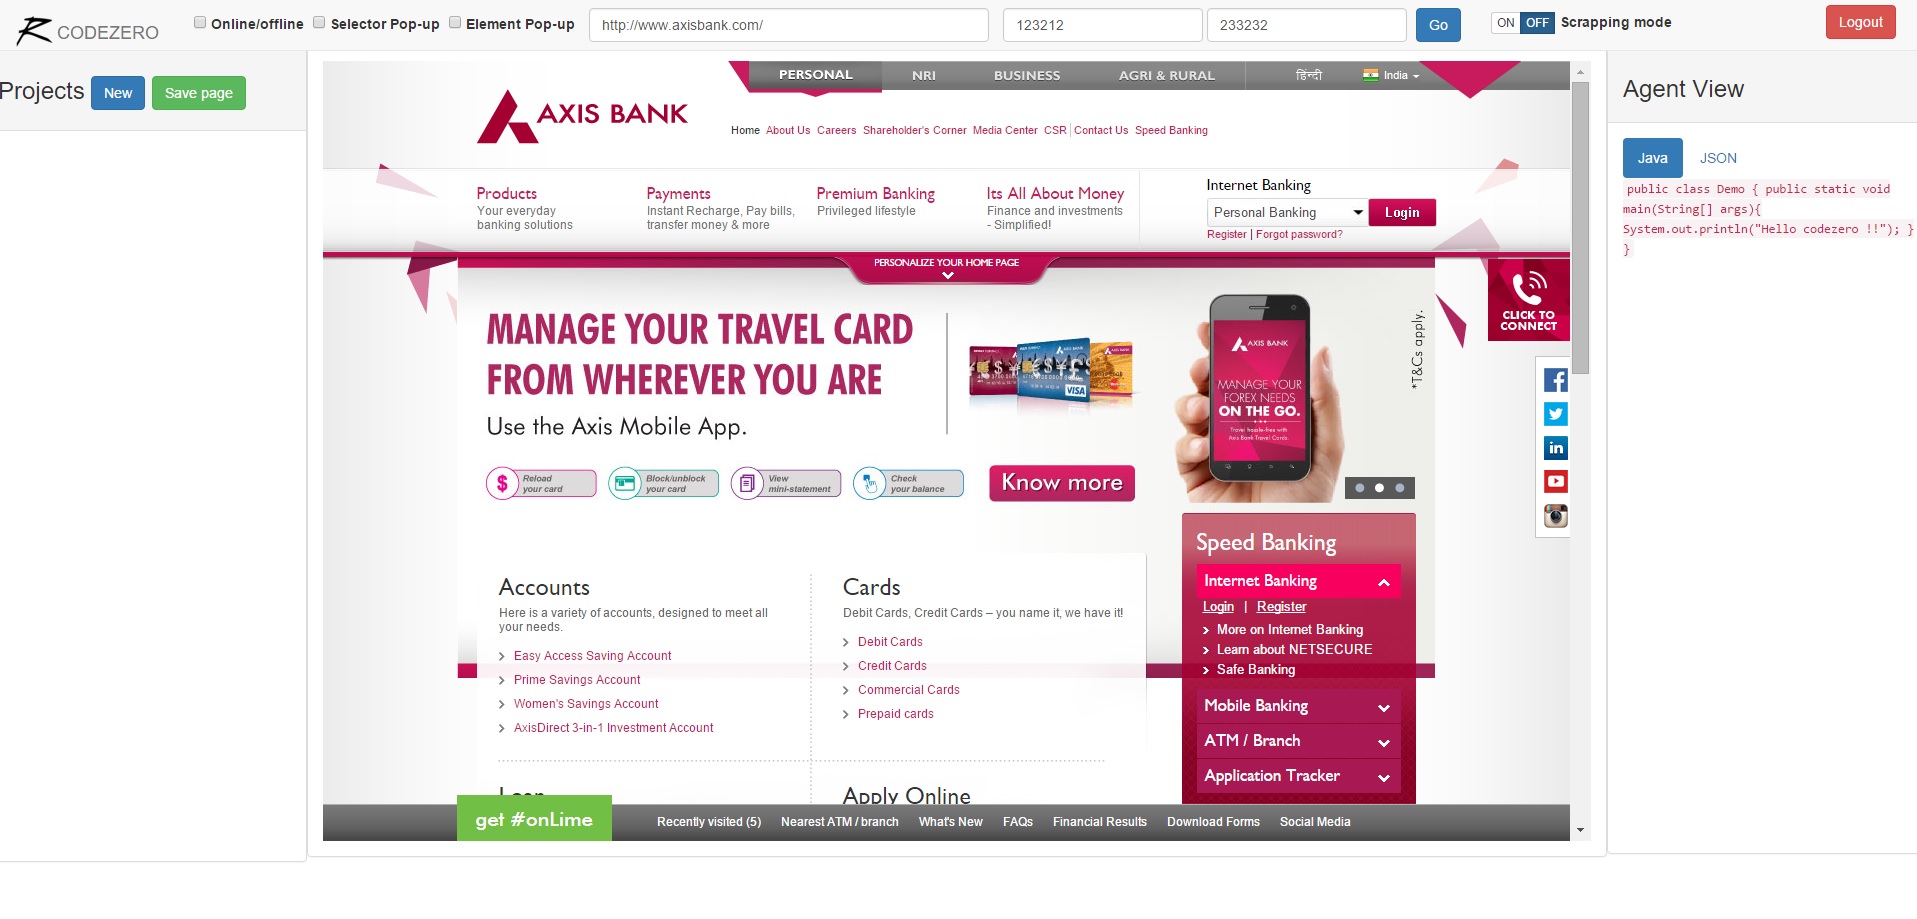 CODEZERO
Online/offline Selector Pop-up Element Pop-up
http://www.axisbank.com/
123212
233232
Go
ON OFF Scrapping mode
Logout
Projects New Save page
PERSONAL NRI BUSINESS AGRI & RURAL हिन्दी India
AXIS BANK
Home About Us Careers Shareholder's Corner Media Center CSR Contact Us Speed Banking
Products
Your everyday
banking solutions
Payments
Instant Recharge, Pay bills,
transfer money & more
Premium Banking
Privileged lifestyle
Its All About Money
Finance and investments
- Simplified!
Internet Banking
Personal Banking Login
Register | Forgot password?
PERSONALIZE YOUR HOME PAGE
MANAGE YOUR TRAVEL CARD
FROM WHEREVER YOU ARE
Use the Axis Mobile App.
Reload
your card
Block/unblock
your card
View
mini-statement
Check
your balance
Know more
AXIS BANK
VISA
AXIS BANK
MANAGE YOUR
FOREX NEEDS
ON THE GO.
Travel hassle-free with
Axis Bank Travel Cards.
*T&Cs apply.
CLICK TO
CONNECT
Accounts
Here is a variety of accounts, designed to meet all
your needs.
Easy Access Saving Account
Prime Savings Account
Women's Savings Account
AxisDirect 3-in-1 Investment Account
Cards
Debit Cards, Credit Cards – you name it, we have it!
Debit Cards
Credit Cards
Commercial Cards
Prepaid cards
Loan
Apply Online
Speed Banking
Internet Banking
Login | Register
More on Internet Banking
Learn about NETSECURE
Safe Banking
Mobile Banking
ATM / Branch
Application Tracker
get #onLime
Recently visited (5) Nearest ATM / branch What's New FAQs Financial Results Download Forms Social Media
Agent View
Java JSON
public class Demo { public static void
main(String[] args){
System.out.println("Hello codezero !!"); }
}